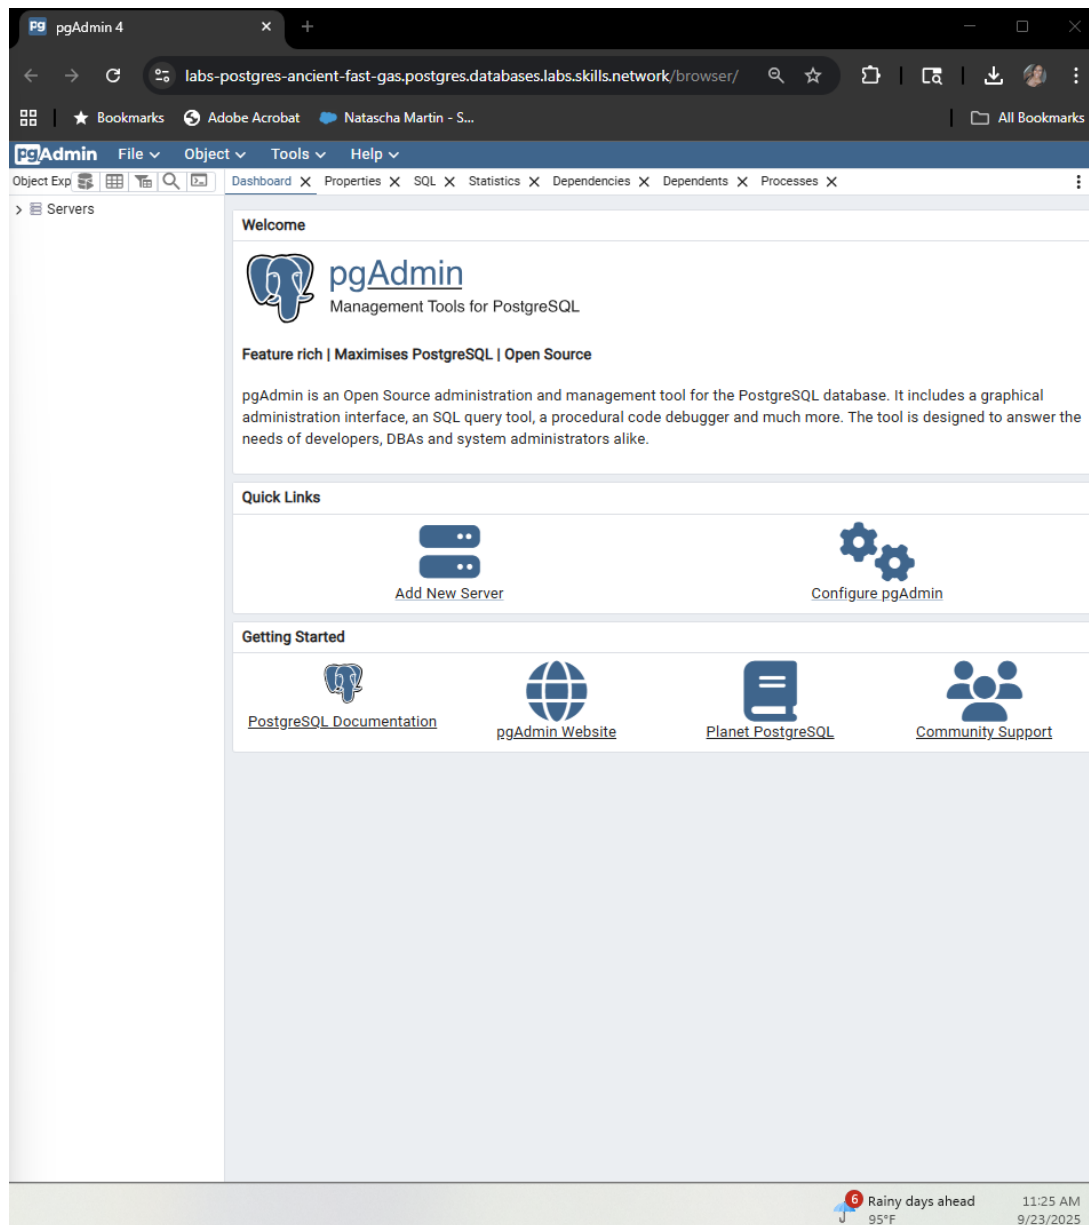 Pg pgAdmin 4
labs-postgres-ancient-fast-gas.postgres.databases.labs.skills.network/browser/
Bookmarks Adobe Acrobat Natascha Martin - S... All Bookmarks
PgAdmin File Object Tools Help
Object Exp Dashboard Properties SQL Statistics Dependencies Dependents Processes
Servers
Welcome
pgAdmin
Management Tools for PostgreSQL
Feature rich | Maximises PostgreSQL | Open Source
pgAdmin is an Open Source administration and management tool for the PostgreSQL database. It includes a graphical
administration interface, an SQL query tool, a procedural code debugger and much more. The tool is designed to answer the
needs of developers, DBAs and system administrators alike.
Quick Links
Add New Server Configure pgAdmin
Getting Started
PostgreSQL Documentation pgAdmin Website Planet PostgreSQL Community Support
6 Rainy days ahead 11:25 AM
95°F 9/23/2025